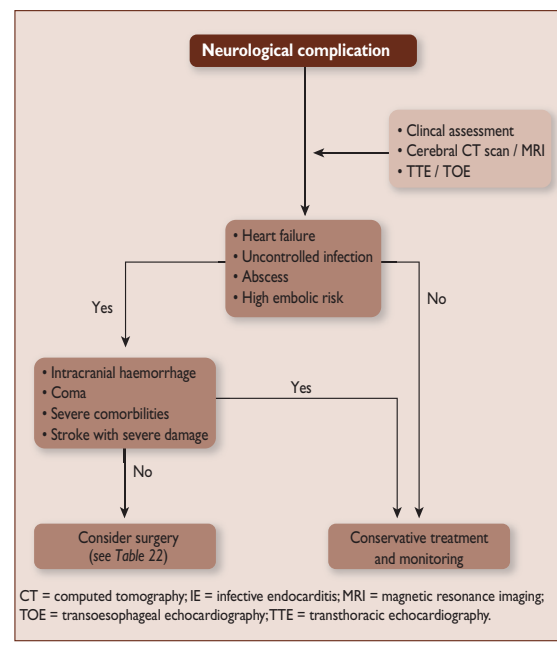 Neurological complication
• Clincal assessment
• Cerebral CT scan / MRI
• TTE / TOE
• Heart failure
• Uncontrolled infection
• Abscess
• High embolic risk
Yes
No
• Intracranial haemorrhage
• Coma
• Severe comorbilities
• Stroke with severe damage
Yes
No
Consider surgery
(see Table 22)
Conservative treatment
and monitoring
CT = computed tomography; IE = infective endocarditis; MRI = magnetic resonance imaging;
TOE = transoesophageal echocardiography; TTE = transthoracic echocardiography.